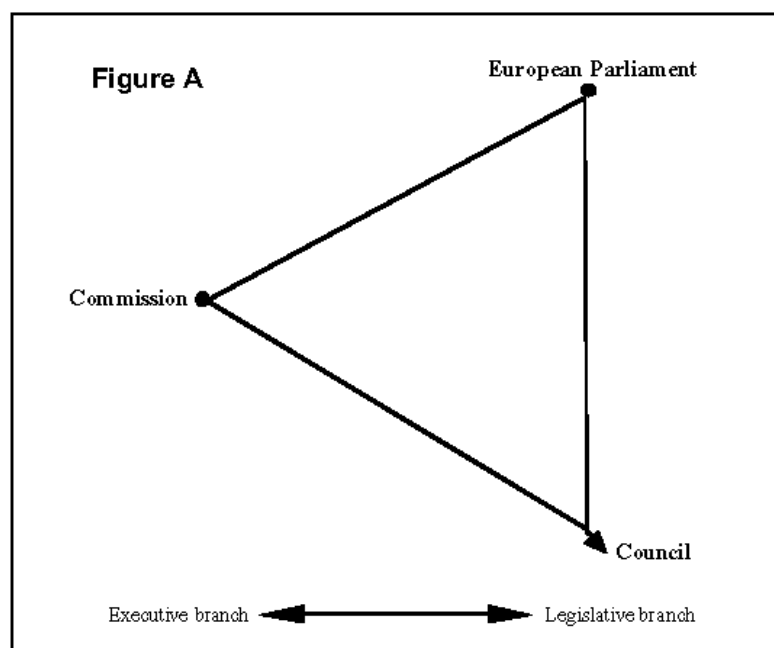 Figure A
European Parliament
Commission
Council
Executive branch
Legislative branch